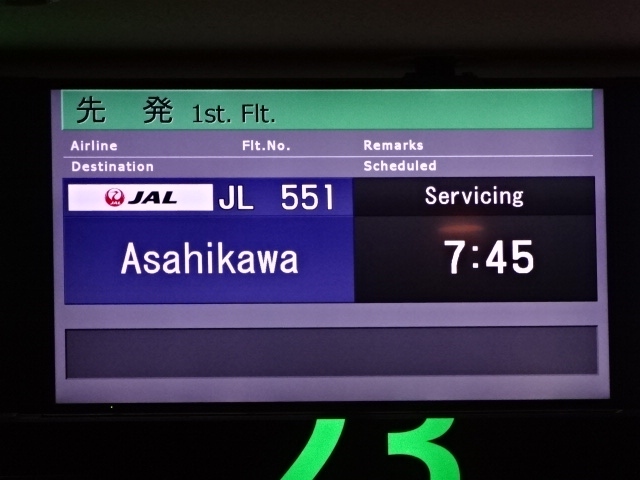 先 発 1st. Flt.
Airline Flt.No. Remarks
Destination Scheduled
JAL JL 551 Servicing
Asahikawa 7:45